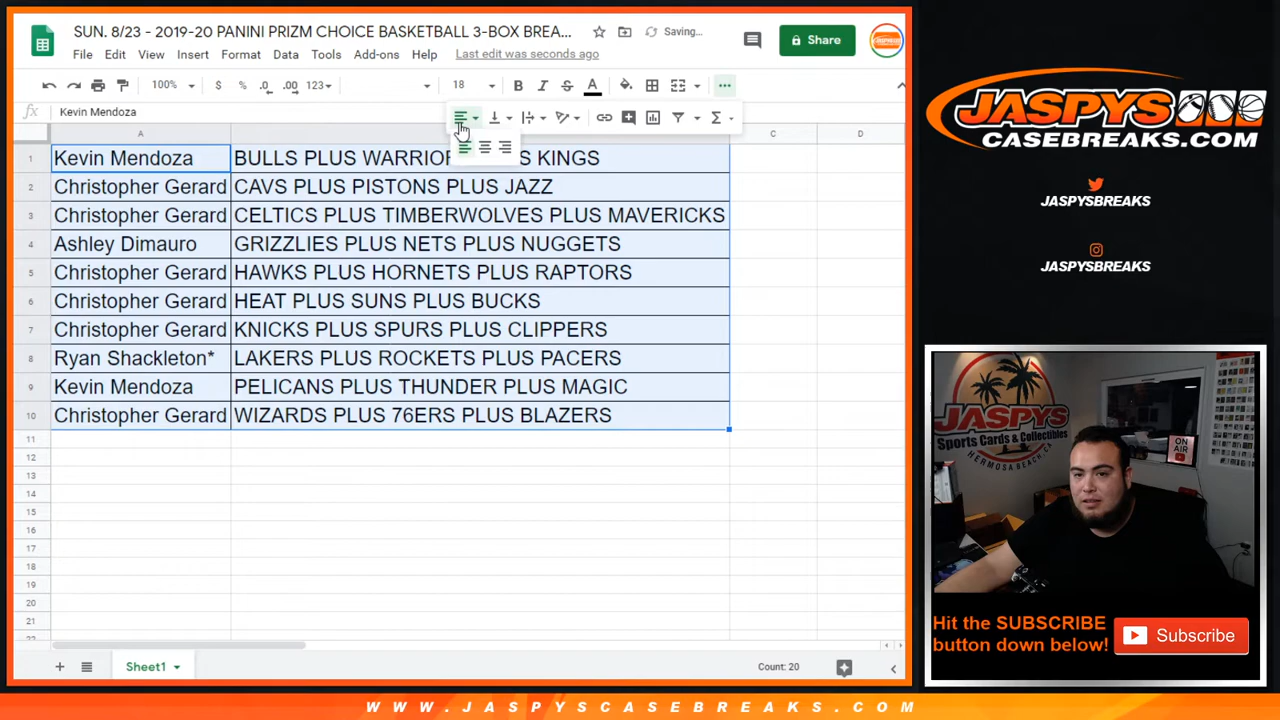 SUN. 8/23 - 2019-20 PANINI PRIZM CHOICE BASKETBALL 3-BOX BREA...
Saving...
Share
File Edit View Insert Format Data Tools Add-ons Help Last edit was seconds ago
100% $ % .0 .00 123 18 B I S A ...
fx Kevin Mendoza
A C D
1 Kevin Mendoza BULLS PLUS WARRIOR S KINGS
2 Christopher Gerard CAVS PLUS PISTONS PLUS JAZZ
3 Christopher Gerard CELTICS PLUS TIMBERWOLVES PLUS MAVERICKS
4 Ashley Dimauro GRIZZLIES PLUS NETS PLUS NUGGETS
5 Christopher Gerard HAWKS PLUS HORNETS PLUS RAPTORS
6 Christopher Gerard HEAT PLUS SUNS PLUS BUCKS
7 Christopher Gerard KNICKS PLUS SPURS PLUS CLIPPERS
8 Ryan Shackleton* LAKERS PLUS ROCKETS PLUS PACERS
9 Kevin Mendoza PELICANS PLUS THUNDER PLUS MAGIC
10 Christopher Gerard WIZARDS PLUS 76ERS PLUS BLAZERS
11
12
13
14
15
16
17
18
19
20
21
Sheet1
Count: 20
JASPYS
CASEBREAKS.COM
JASPYSBREAKS
JASPYSBREAKS
JASPYS
Sports Cards & Collectibles
HERMOSA BEACH, CA
ON AIR
Hit the SUBSCRIBE
button down below!
Subscribe
WWW.JASPYSCASEBREAKS.COM